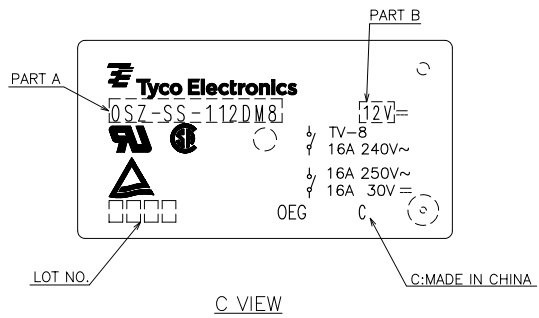 PART B
PART A
Tyco Electronics
OSZ-SS-112DM8
12V=
TV-8
16A 240V~
16A 250V~
16A 30V=
OEG
C
LOT NO.
C:MADE IN CHINA
C VIEW